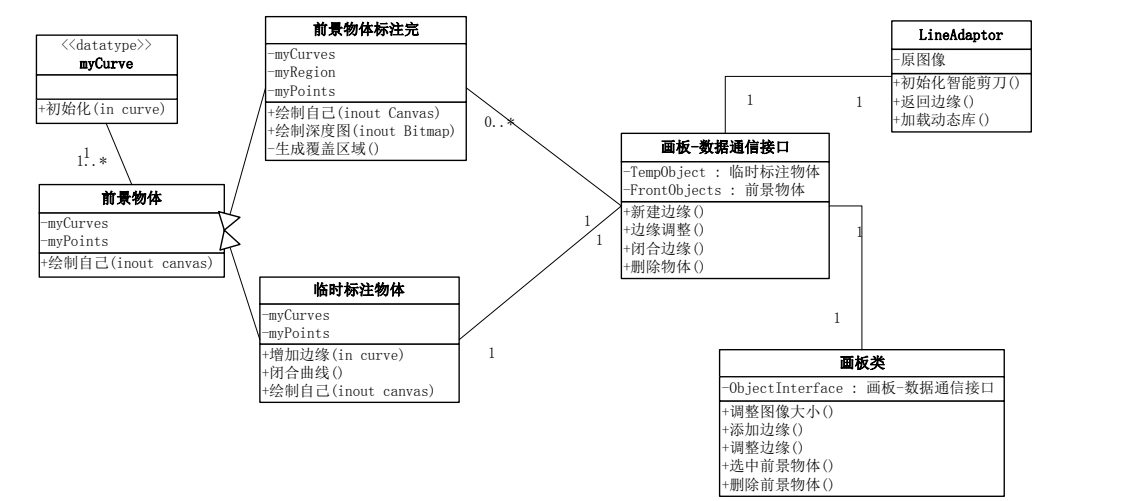 <<datatype>>
myCurve
+初始化(in curve)
1
1..*
前景物体
-myCurves
-myPoints
+绘制自己(inout canvas)
前景物体标注完
-myCurves
-myRegion
-myPoints
+绘制自己(inout Canvas)
+绘制深度图(inout Bitmap)
-生成覆盖区域()
0..*
1
临时标注物体
-myCurves
-myPoints
+增加边缘(in curve)
+闭合曲线()
+绘制自己(inout canvas)
1
1
画板-数据通信接口
-TempObject : 临时标注物体
-FrontObjects : 前景物体
+新建边缘()
+边缘调整()
+闭合边缘()
+删除物体()
1
1
LineAdaptor
-原图像
+初始化智能剪刀()
+返回边缘()
+加载动态库()
1
1
画板类
-ObjectInterface : 画板-数据通信接口
+调整图像大小()
+添加边缘()
+调整边缘()
+选中前景物体()
+删除前景物体()